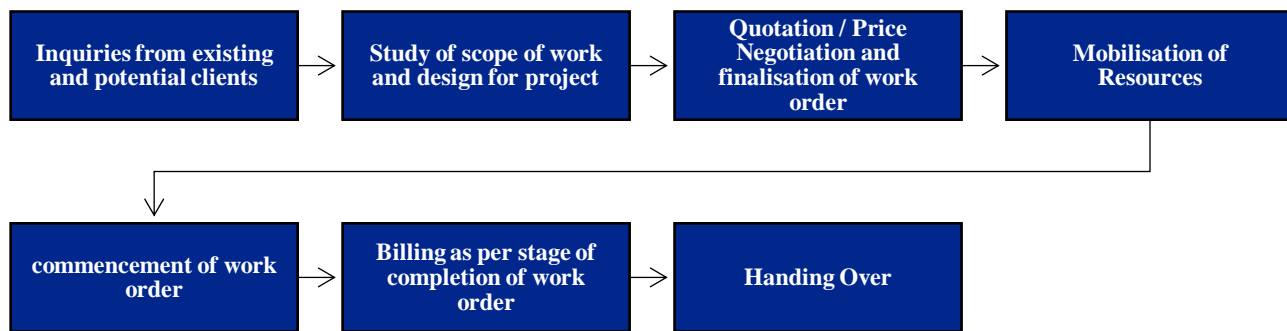 Inquiries from existing
and potential clients
Study of scope of work
and design for project
Quotation / Price
Negotiation and
finalisation of work
order
Mobilisation of
Resources
commencement of work
order
Billing as per stage of
completion of work
order
Handing Over